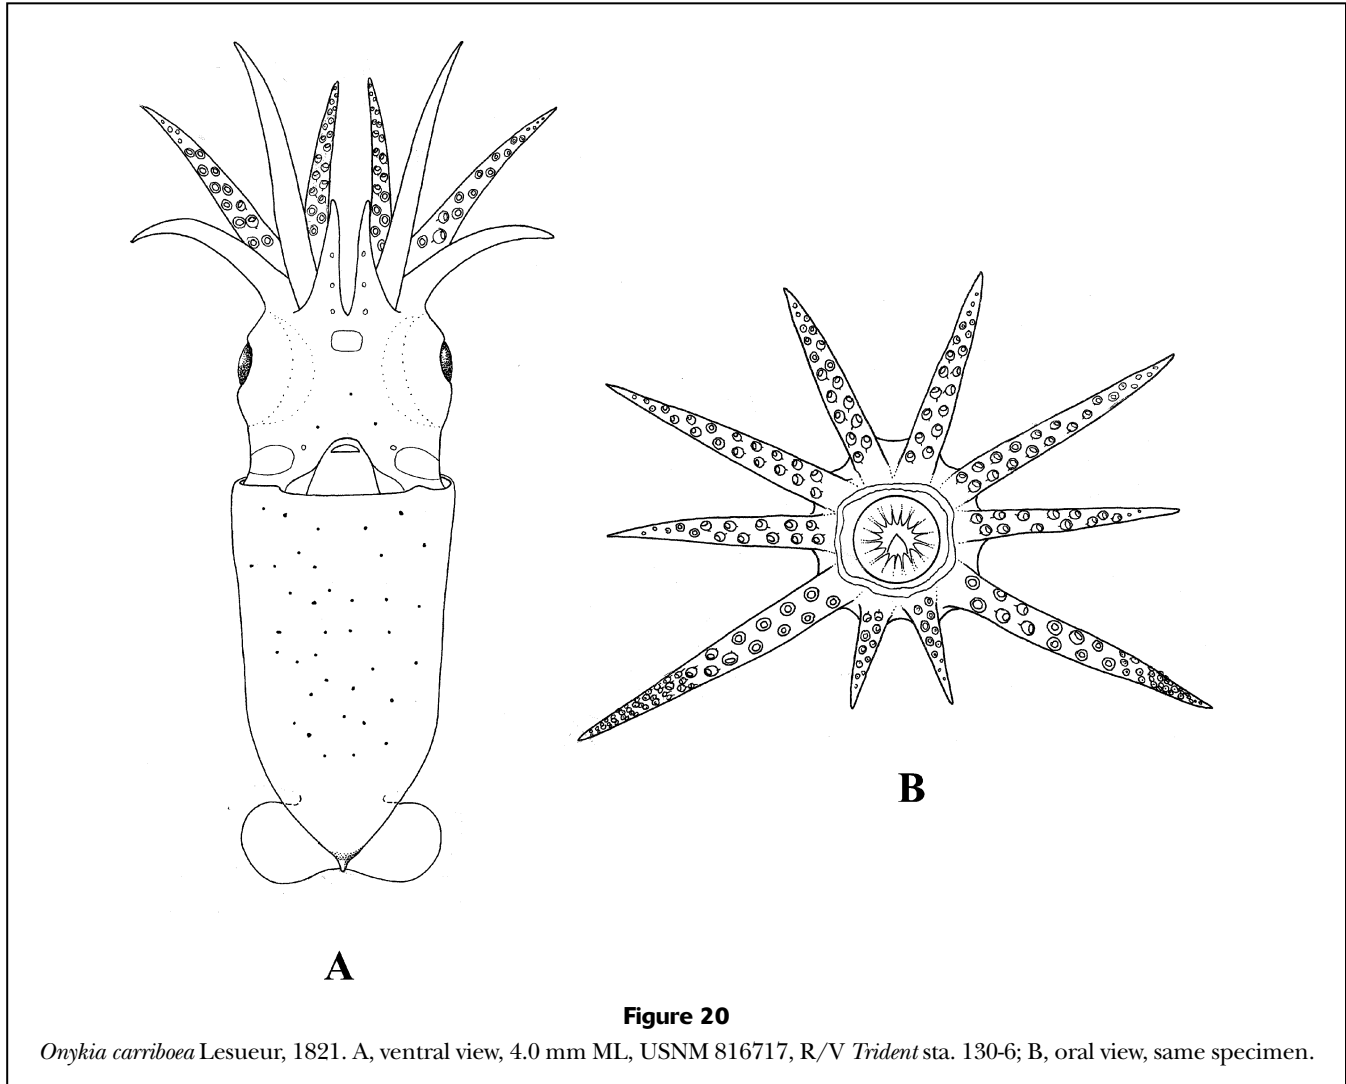 A
B
Figure 20
Onykia carriboea Lesueur, 1821. A, ventral view, 4.0 mm ML, USNM 816717, R/V Trident sta. 130-6; B, oral view, same specimen.